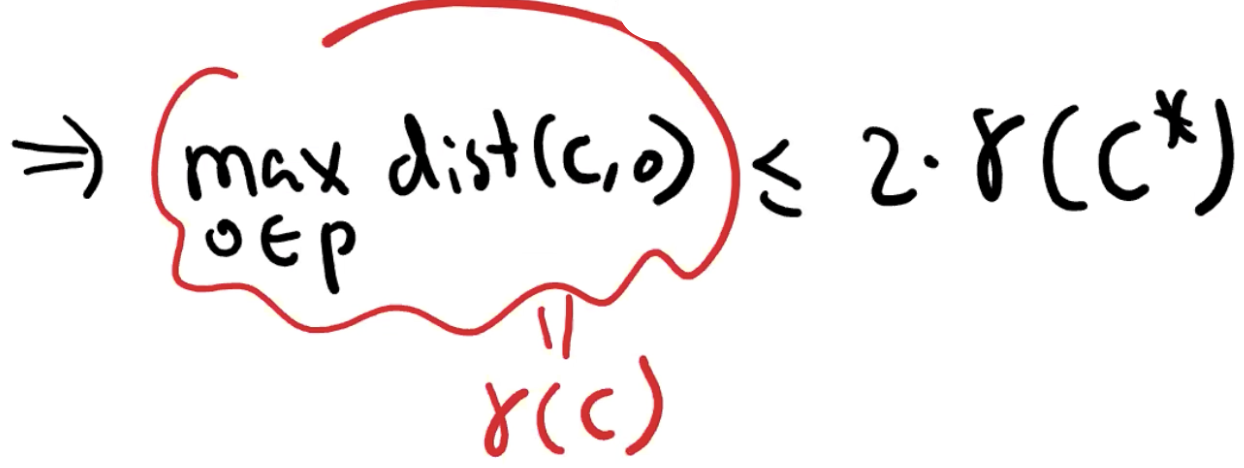 ⇒ max dist(c,o) ≤ 2·γ(C*)
o∈p
||
γ(c)